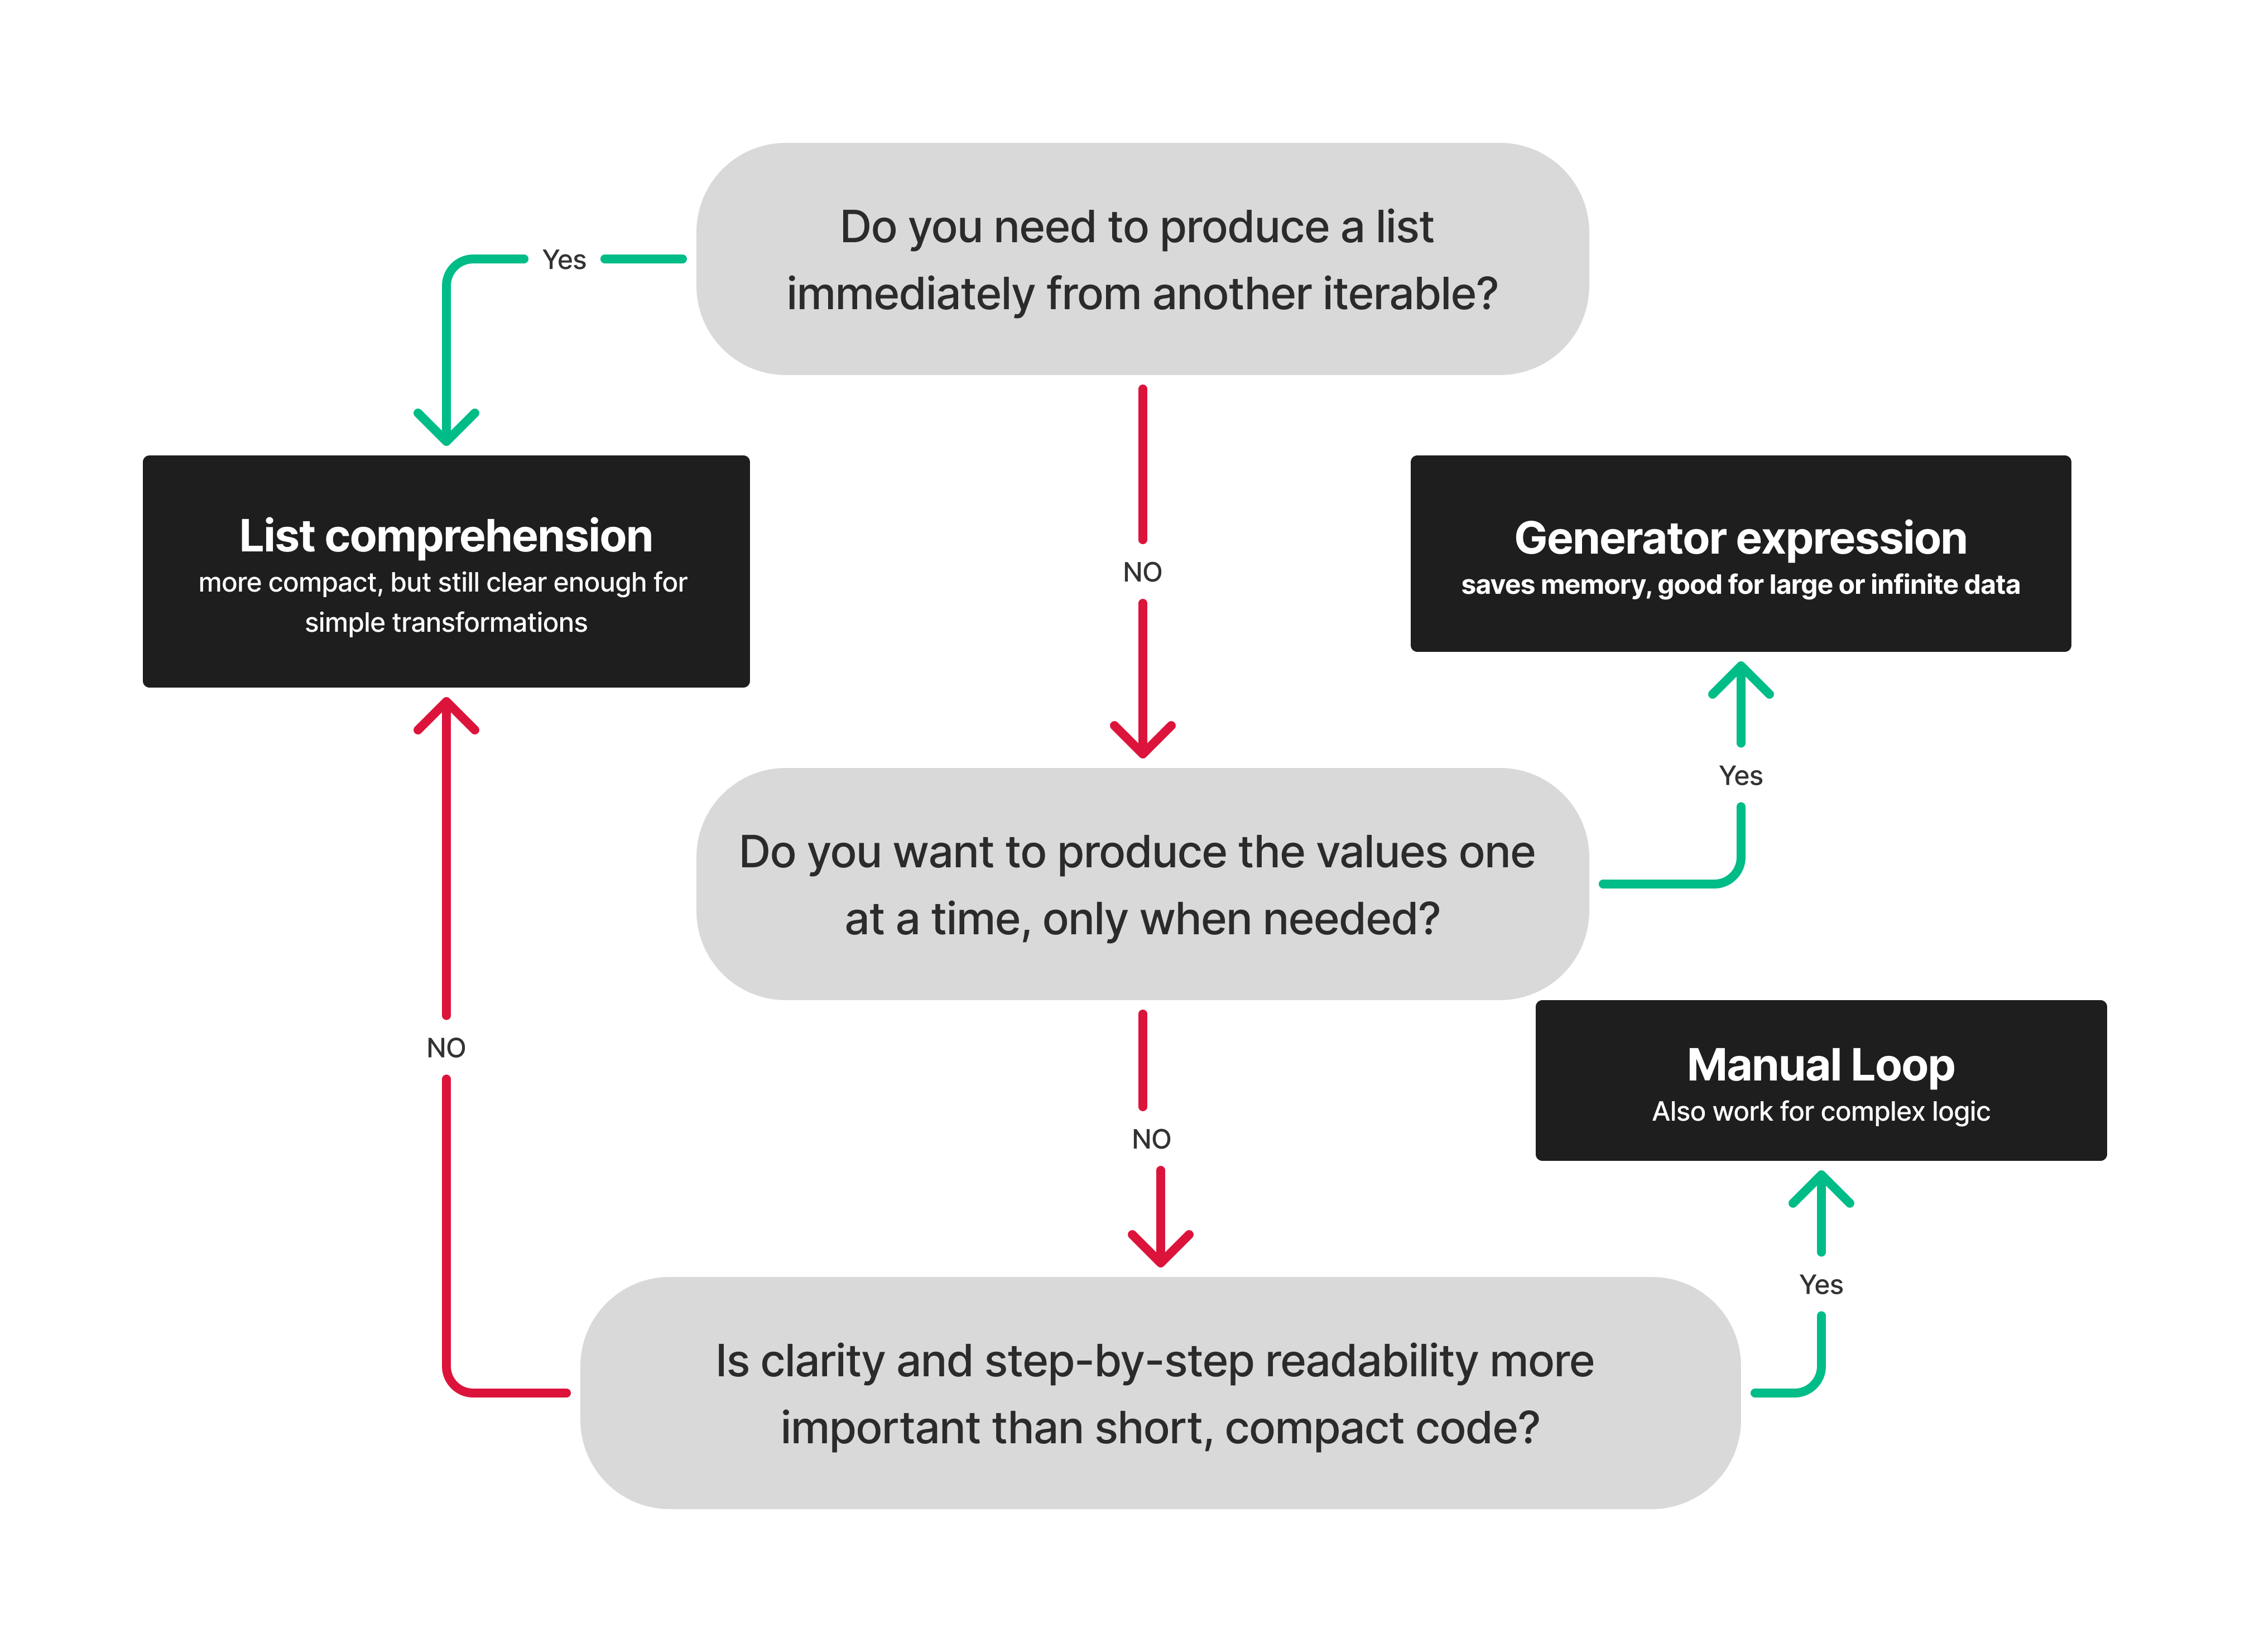 Do you need to produce a list
immediately from another iterable?
Yes
List comprehension
more compact, but still clear enough for
simple transformations
NO
Generator expression
saves memory, good for large or infinite data
Yes
Do you want to produce the values one
at a time, only when needed?
NO
NO
Manual Loop
Also work for complex logic
Yes
Is clarity and step-by-step readability more
important than short, compact code?